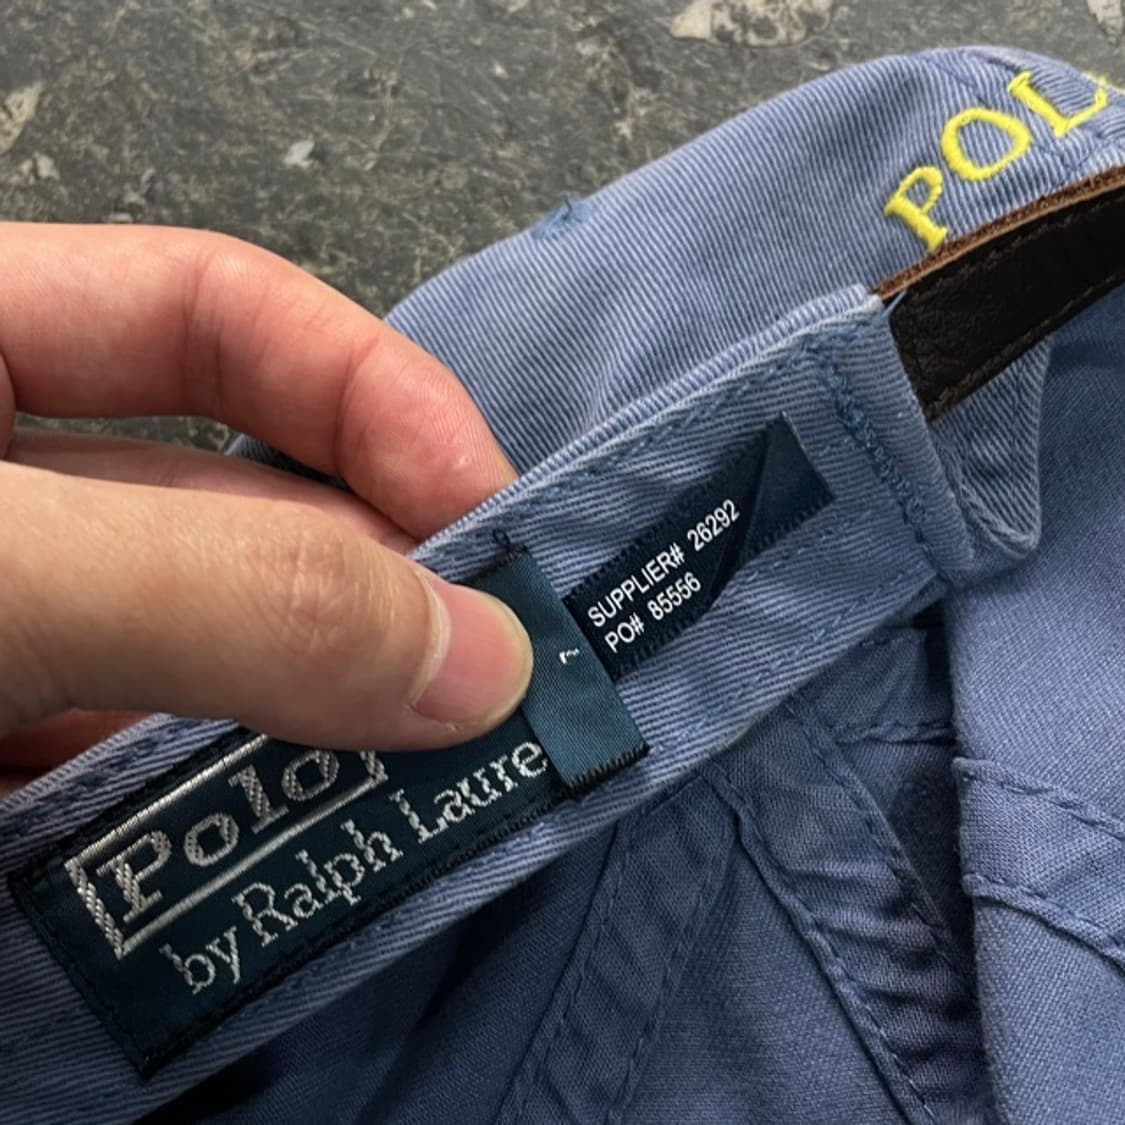 POL
SUPPLIER# 26292
PO# 85556
Polo
by Ralph Laure